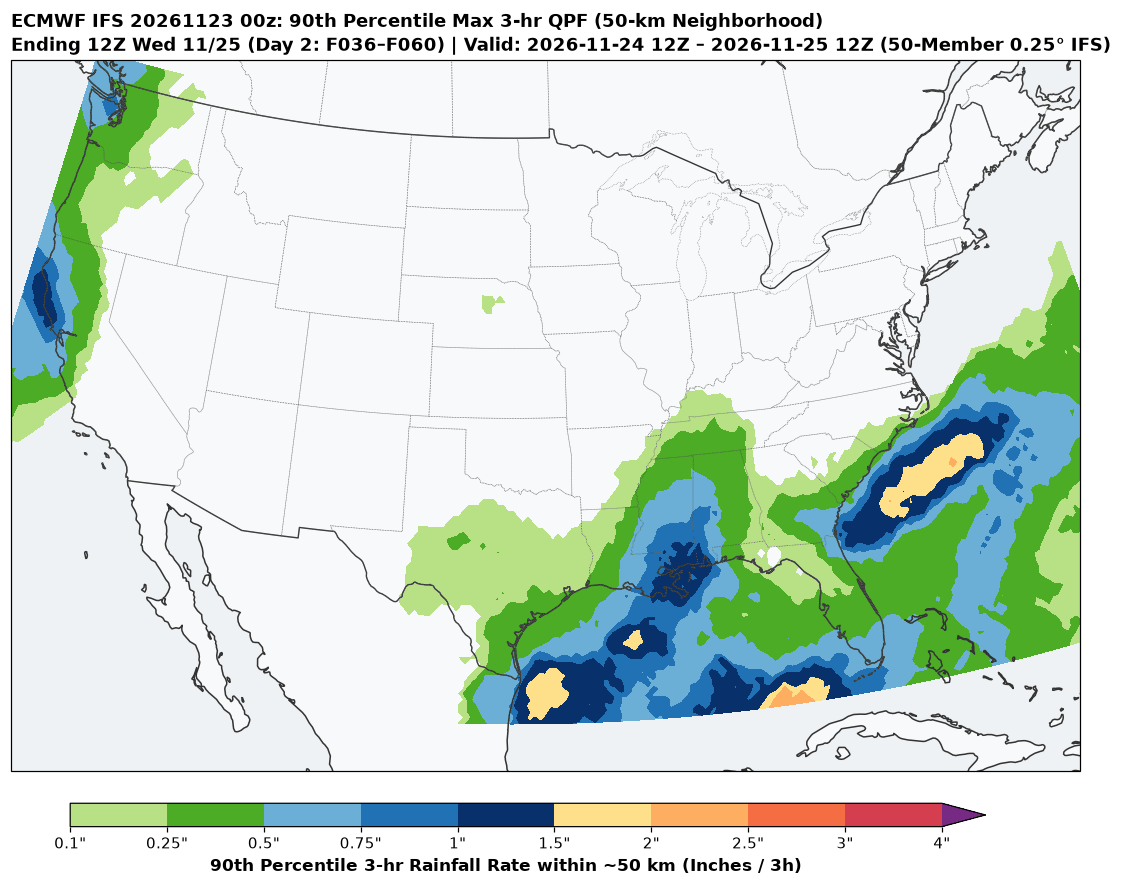 ECMWF IFS 20261123 00z: 90th Percentile Max 3-hr QPF (50-km Neighborhood)
Ending 12Z Wed 11/25 (Day 2: F036–F060) | Valid: 2026-11-24 12Z – 2026-11-25 12Z (50-Member 0.25° IFS)
0.1" 0.25" 0.5" 0.75" 1" 1.5" 2" 2.5" 3" 4"
90th Percentile 3-hr Rainfall Rate within ~50 km (Inches / 3h)